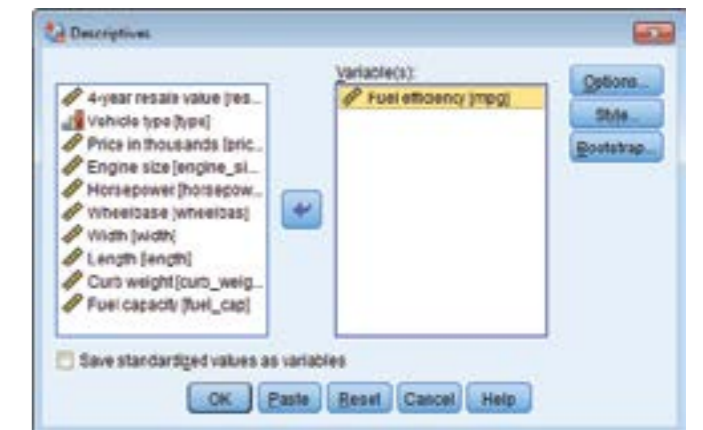 Descriptives
Variable(s):
4-year resale value [res...
Vehicle type [type]
Price in thousands [pric...
Engine size [engine_si...
Horsepower [horsepow...
Wheelbase [wheelbas]
Width [width]
Length [length]
Curb weight [curb_weig...
Fuel capacity [fuel_cap]
Fuel efficiency [mpg]
Options...
Style...
Bootstrap...
Save standardized values as variables
OK Paste Reset Cancel Help